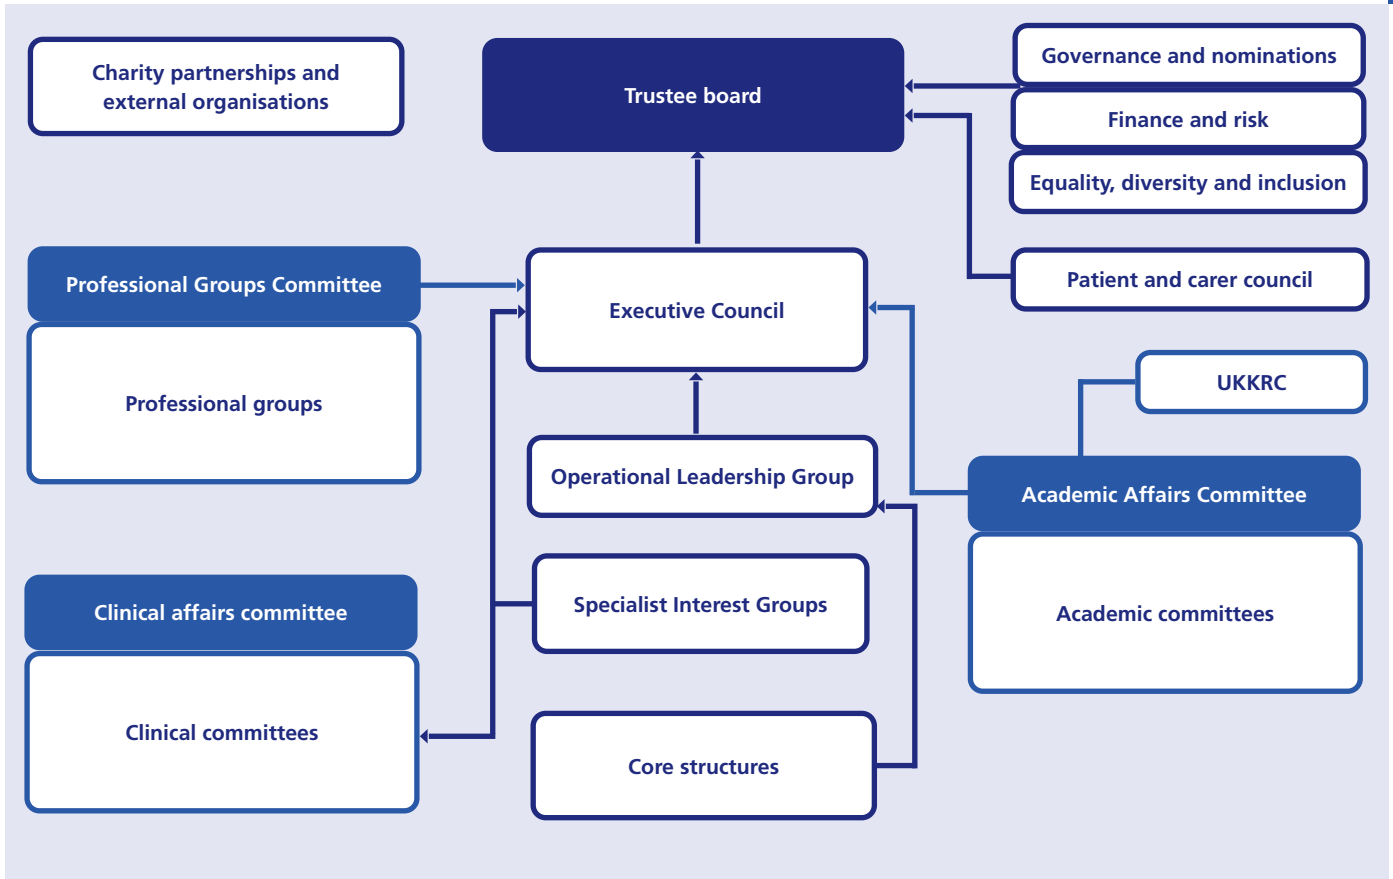 Charity partnerships and
external organisations
Trustee board
Governance and nominations
Finance and risk
Equality, diversity and inclusion
Patient and carer council
Professional Groups Committee
Professional groups
Executive Council
UKKRC
Operational Leadership Group
Academic Affairs Committee
Academic committees
Specialist Interest Groups
Clinical affairs committee
Clinical committees
Core structures